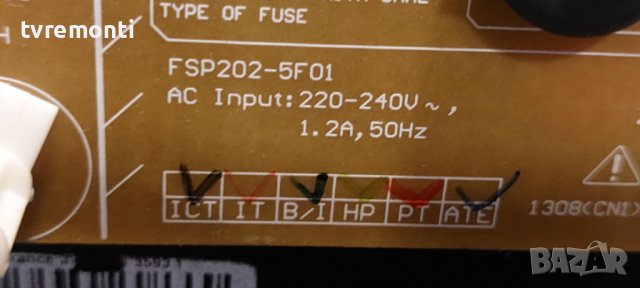 tvremonti
TYPE OF FUSE
FSP202-5F01
AC Input:220-240V~,
1.2A,50Hz
ICT IT B/I HP PT ATE
1308(CN1)
BAZAR